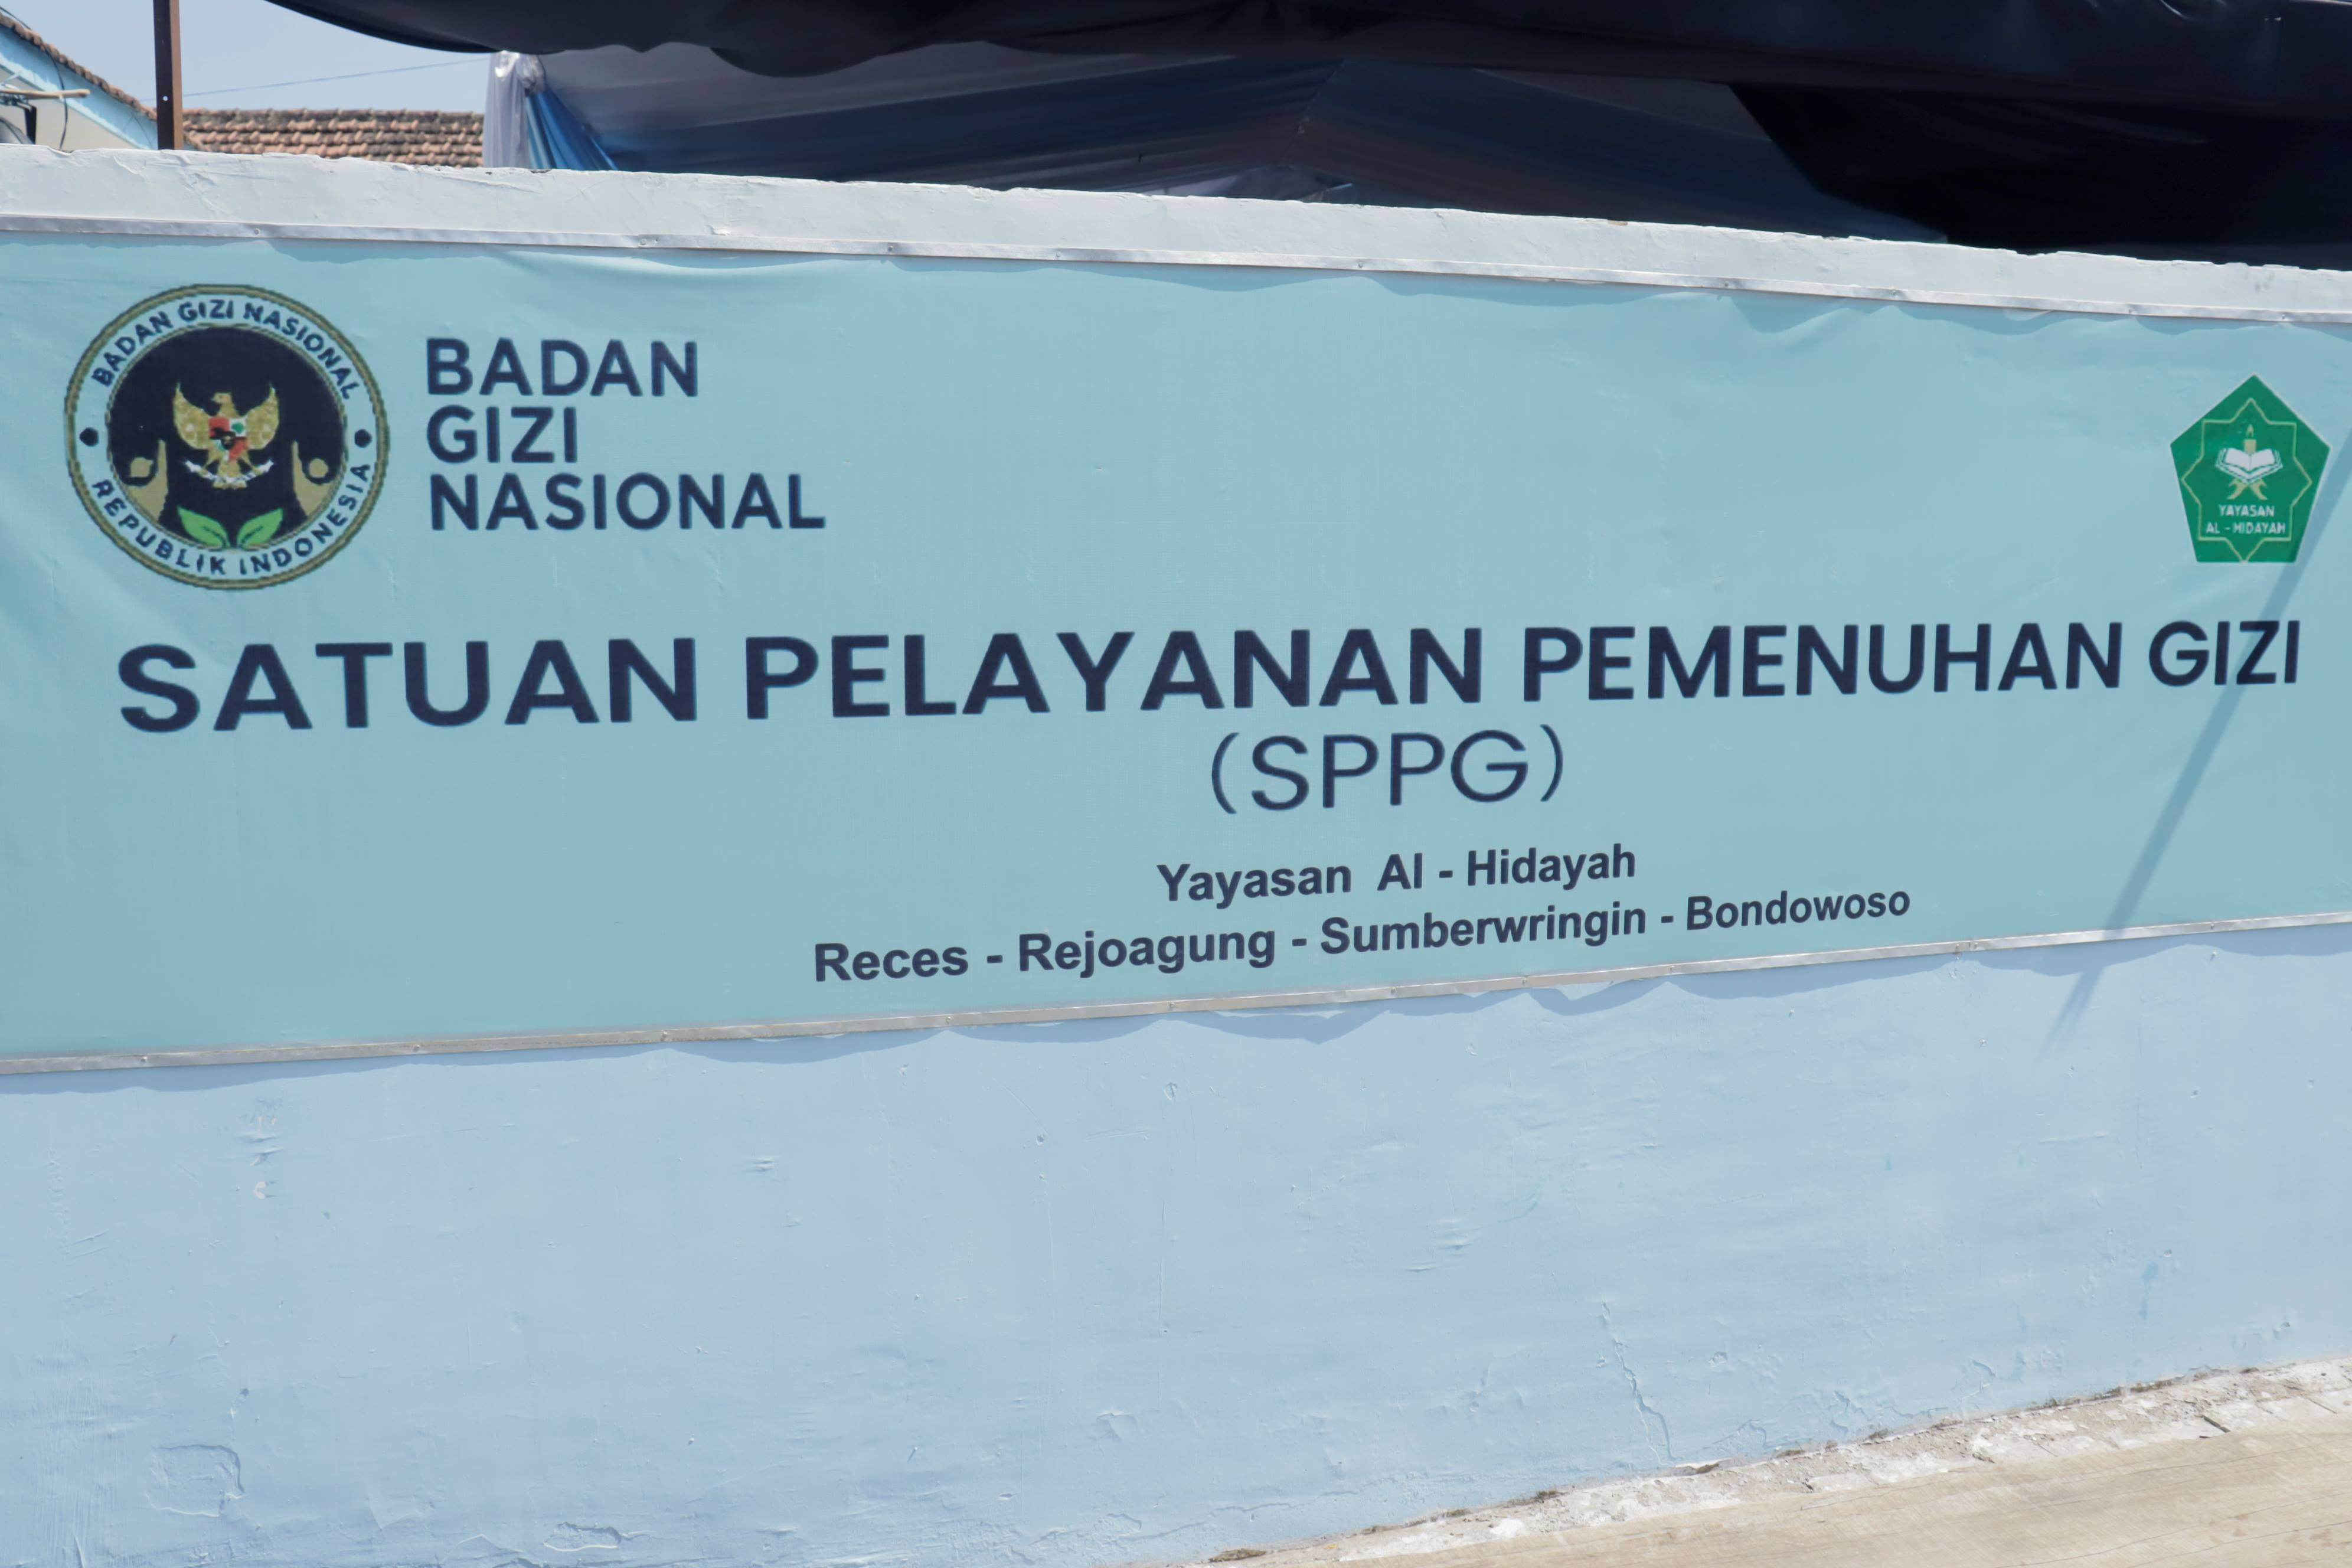 BADAN GIZI NASIONAL
REPUBLIK INDONESIA
BADAN
GIZI
NASIONAL
YAYASAN
AL - HIDAYAH
SATUAN PELAYANAN PEMENUHAN GIZI
(SPPG)
Yayasan Al - Hidayah
Reces - Rejoagung - Sumberwringin - Bondowoso